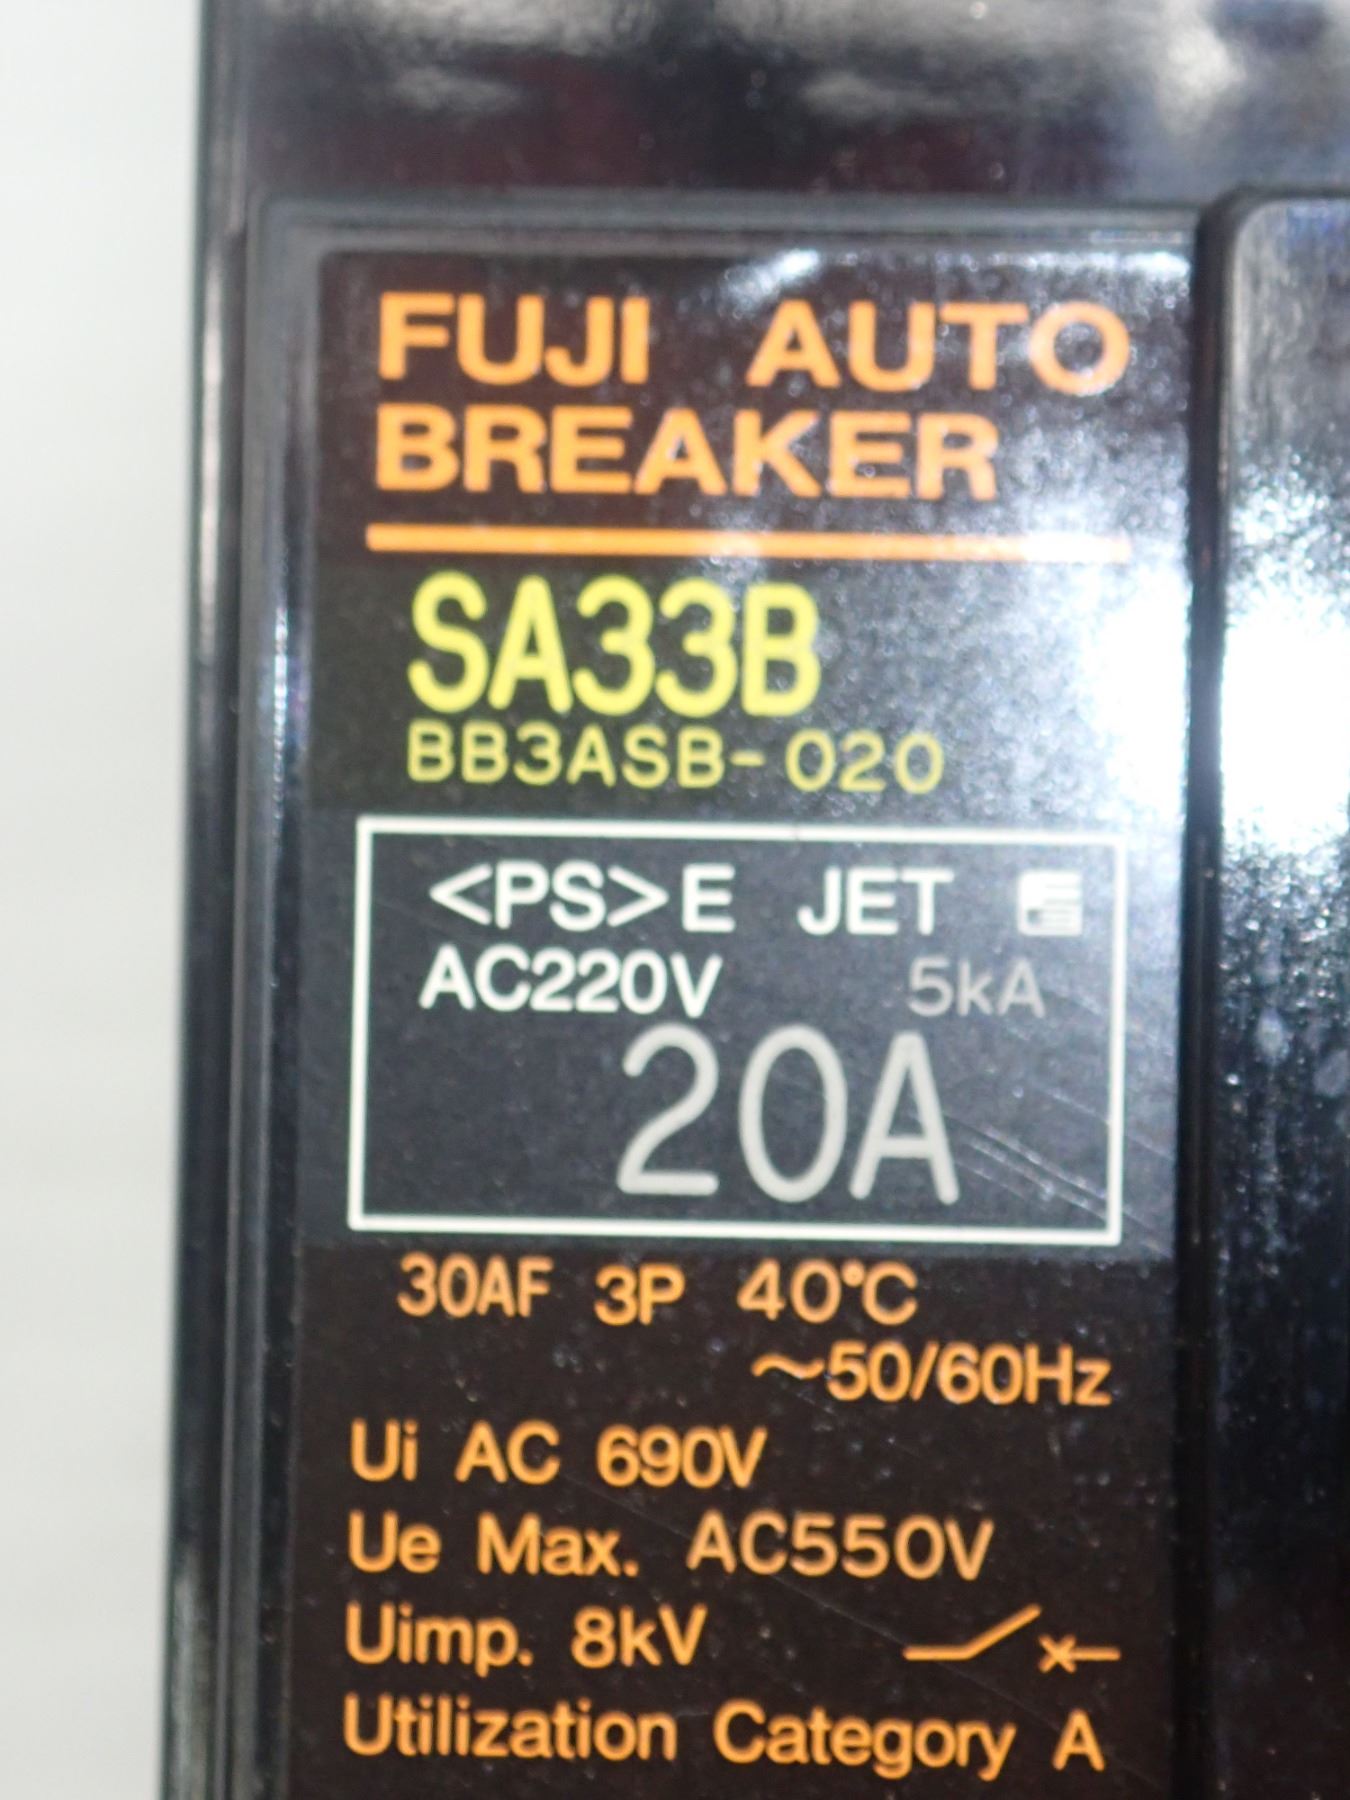 FUJI AUTO
BREAKER
SA33B
BB3ASB-020
<PS>E JET
AC220V 5kA
20A
30AF 3P 40°C
~50/60Hz
Ui AC 690V
Ue Max. AC550V
Uimp. 8kV
Utilization Category A